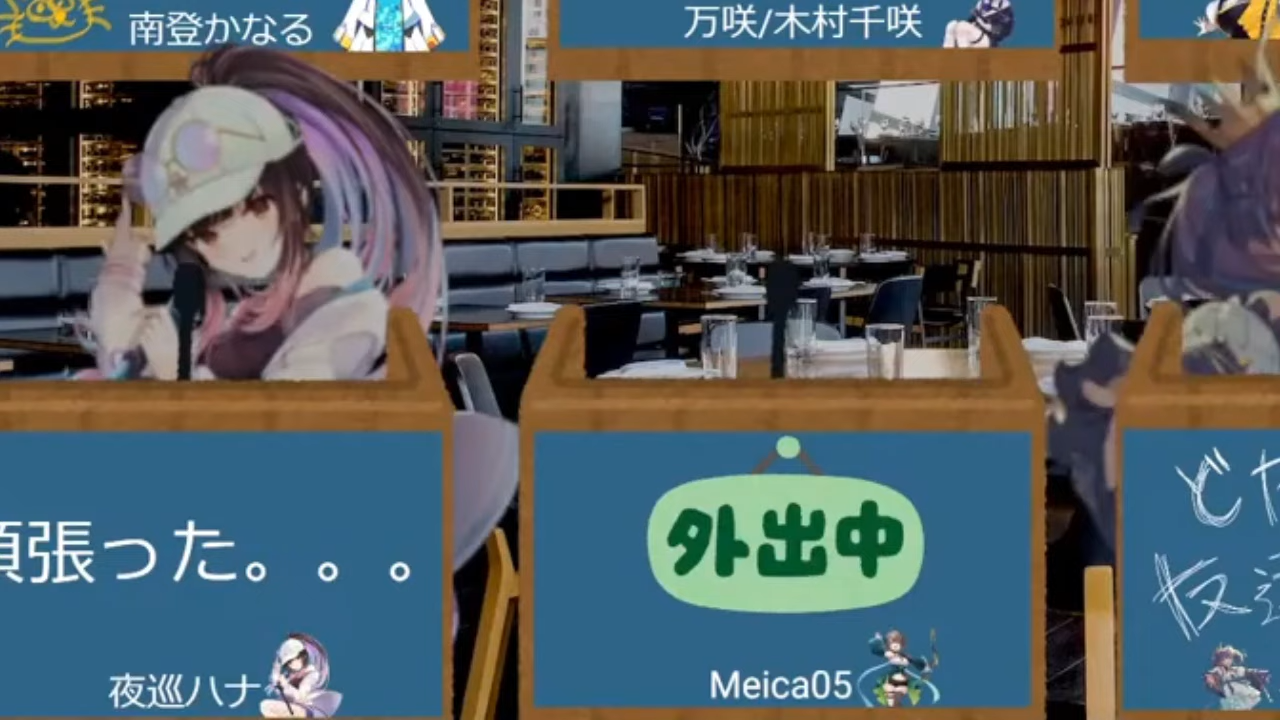 南登かなる
万咲/木村千咲
頑張った。。。
外出中
夜巡ハナ
Meica05